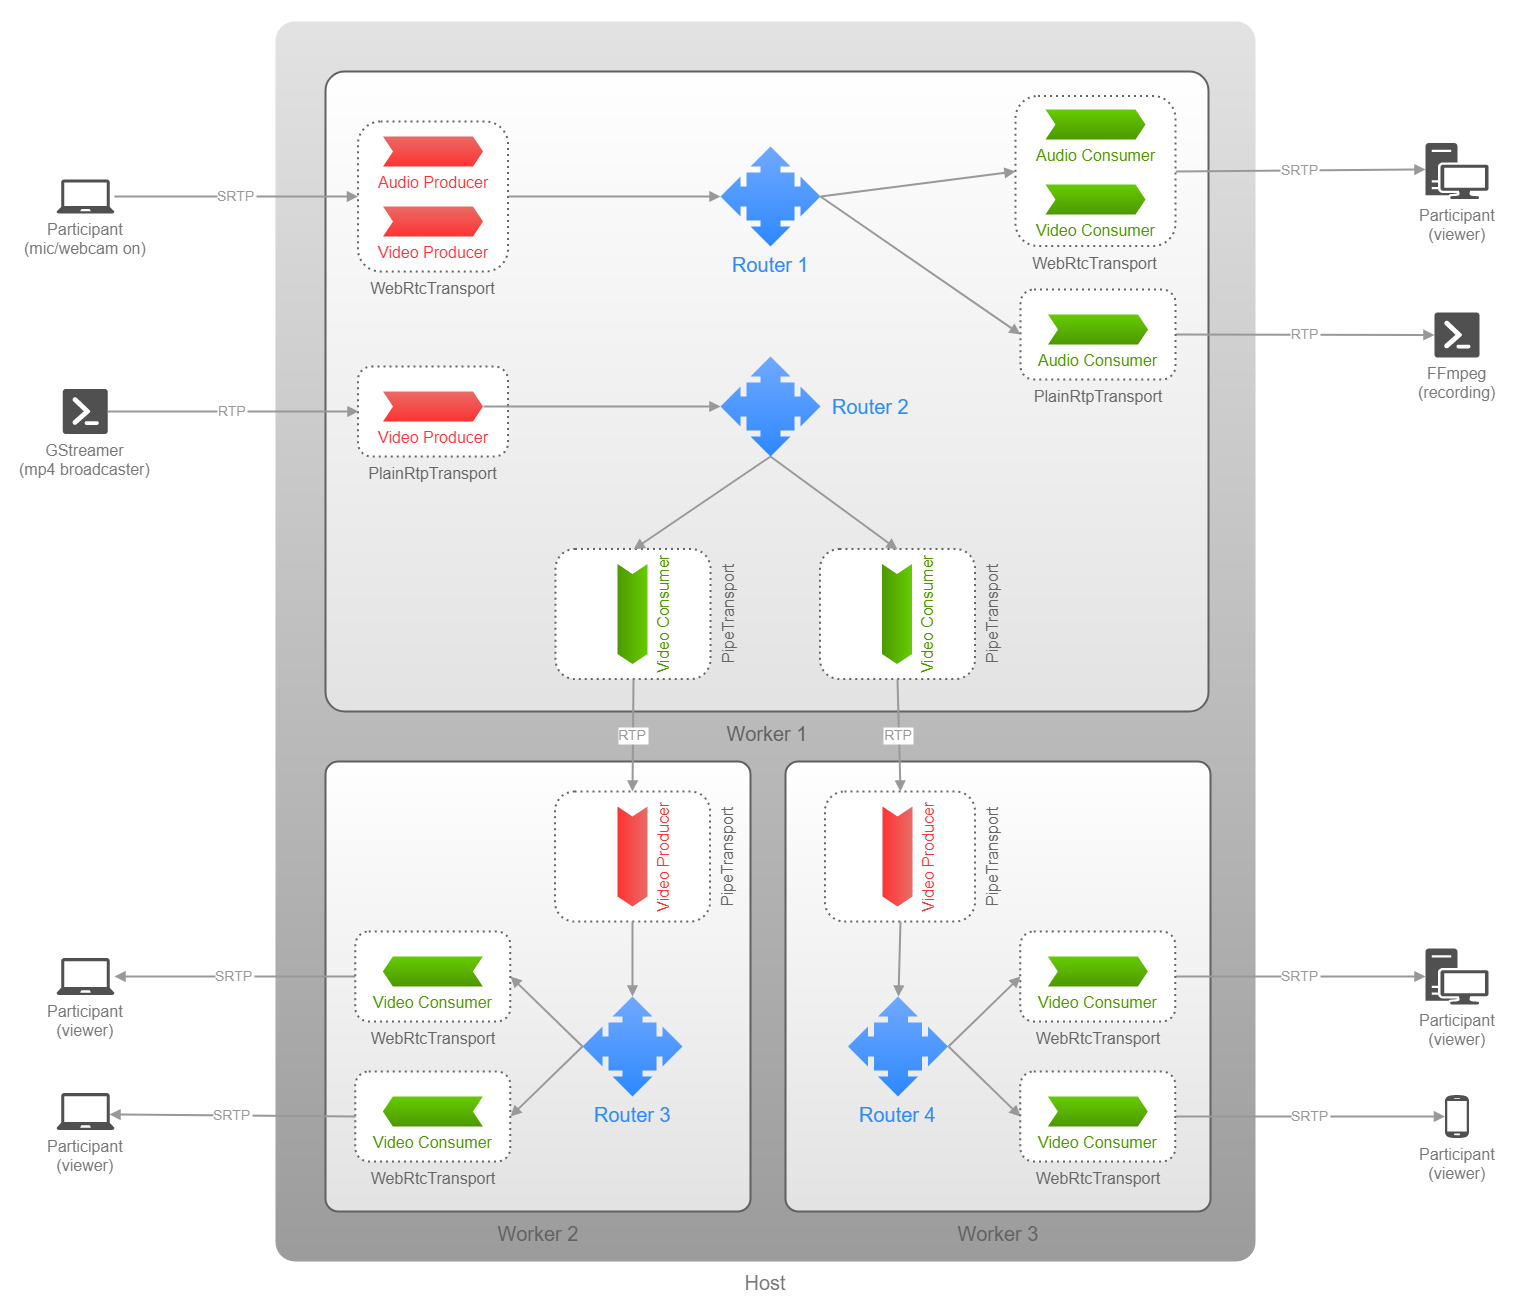 Audio Producer
Video Producer
WebRtcTransport
SRTP
Participant
(mic/webcam on)
Router 1
Audio Consumer
Video Consumer
WebRtcTransport
SRTP
Participant
(viewer)
Audio Consumer
PlainRtpTransport
RTP
FFmpeg
(recording)
RTP
GStreamer
(mp4 broadcaster)
Video Producer
PlainRtpTransport
Router 2
Video Consumer
PipeTransport
Video Consumer
PipeTransport
RTP
RTP
Worker 1
Video Producer
PipeTransport
Video Producer
PipeTransport
SRTP
Participant
(viewer)
Video Consumer
WebRtcTransport
SRTP
Participant
(viewer)
Video Consumer
WebRtcTransport
Router 3
Router 4
Video Consumer
WebRtcTransport
SRTP
Participant
(viewer)
Video Consumer
WebRtcTransport
SRTP
Participant
(viewer)
Worker 2
Worker 3
Host